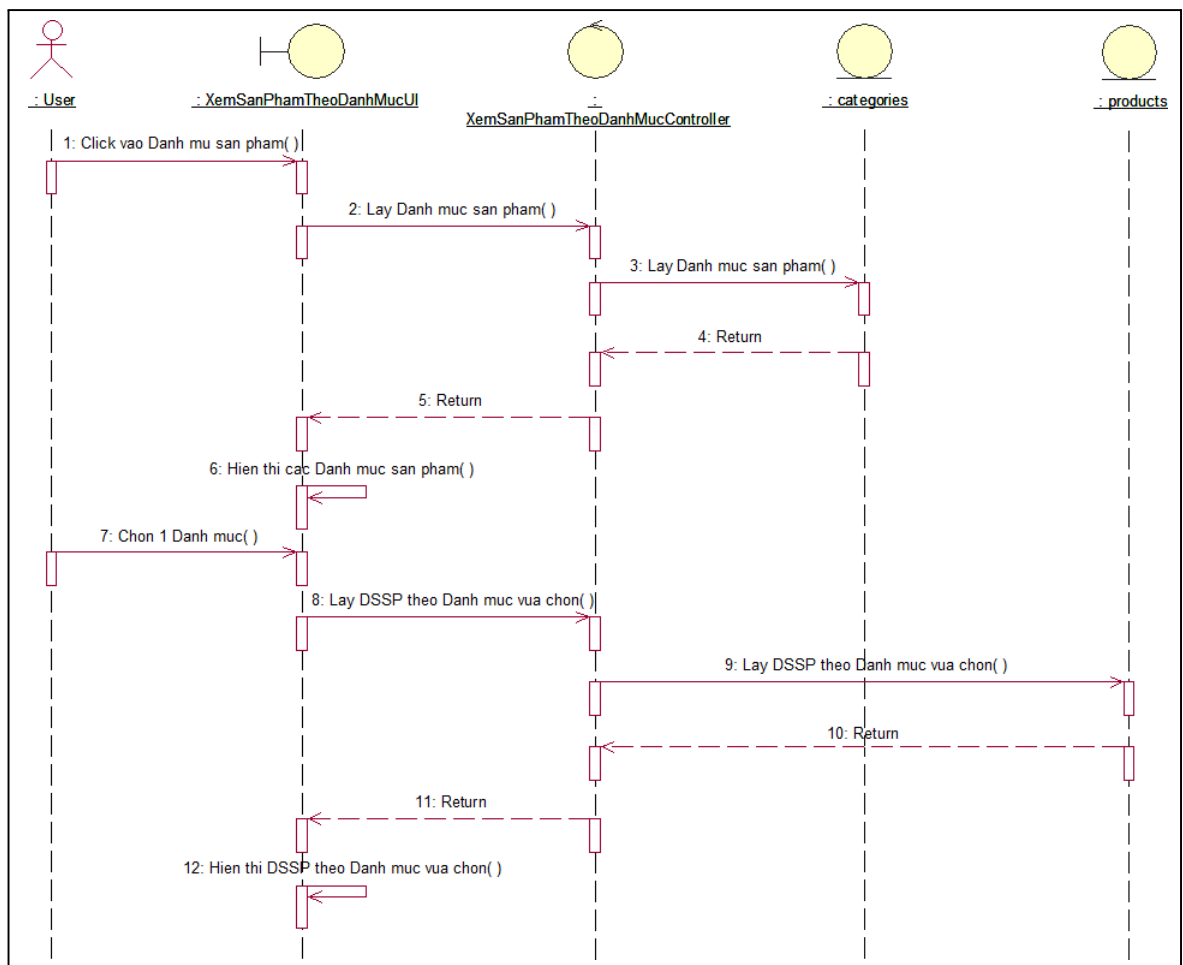 : User
: XemSanPhamTheoDanhMucUI
:
XemSanPhamTheoDanhMucController
: categories
: products
1: Click vao Danh mu san pham( )
2: Lay Danh muc san pham( )
3: Lay Danh muc san pham( )
4: Return
5: Return
6: Hien thi cac Danh muc san pham( )
7: Chon 1 Danh muc( )
8: Lay DSSP theo Danh muc vua chon( )
9: Lay DSSP theo Danh muc vua chon( )
10: Return
11: Return
12: Hien thi DSSP theo Danh muc vua chon( )